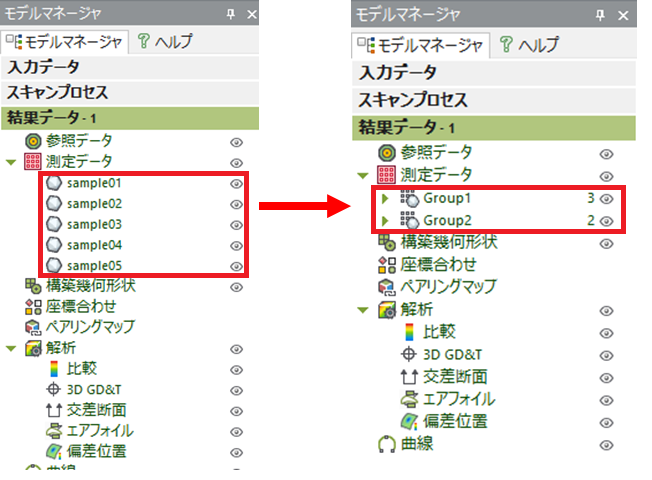 モデルマネージャ
モデルマネージャ ヘルプ
入力データ
スキャンプロセス
結果データ - 1
参照データ
測定データ
sample01
sample02
sample03
sample04
sample05
構築幾何形状
座標合わせ
ペアリングマップ
解析
比較
3D GD&T
交差断面
エアフォイル
偏差位置
曲線
モデルマネージャ
モデルマネージャ ヘルプ
入力データ
スキャンプロセス
結果データ - 1
参照データ
測定データ
Group1 3
Group2 2
構築幾何形状
座標合わせ
ペアリングマップ
解析
比較
3D GD&T
交差断面
エアフォイル
偏差位置
曲線